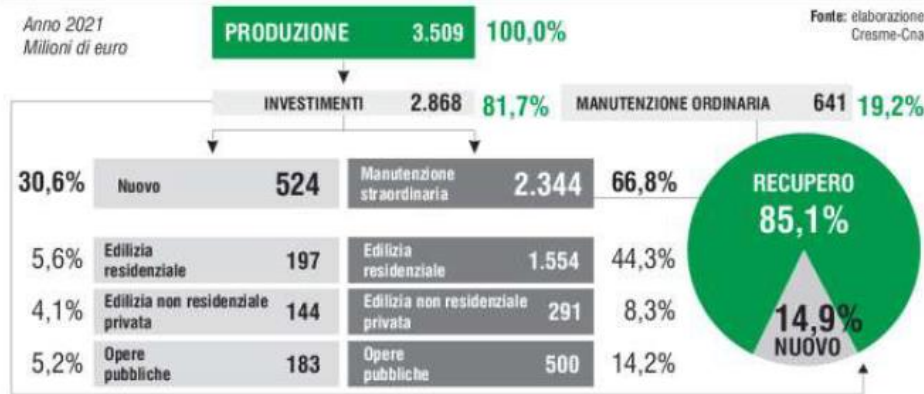 Anno 2021
Milioni di euro
PRODUZIONE 3.509 100,0%
Fonte: elaborazione
Cresme-Cna
INVESTIMENTI 2.868 81,7%
MANUTENZIONE ORDINARIA 641 19,2%
30,6% Nuovo 524
Manutenzione
straordinaria 2.344 66,8%
RECUPERO
85,1%
5,6% Edilizia
residenziale 197
Edilizia
residenziale 1.554 44,3%
4,1% Edilizia non residenziale
privata 144
Edilizia non residenziale
privata 291 8,3%
14,9%
NUOVO
5,2% Opere
pubbliche 183
Opere
pubbliche 500 14,2%